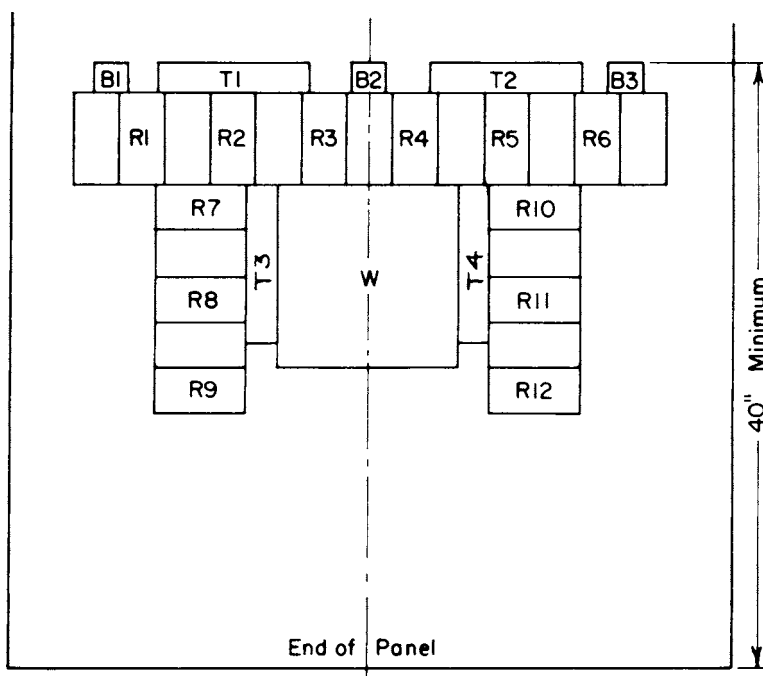 B1 T1 B2 T2 B3
R1 R2 R3 R4 R5 R6
R7 R10
T3 W T4
R8 R11
R9 R12
40" Minimum
End of Panel